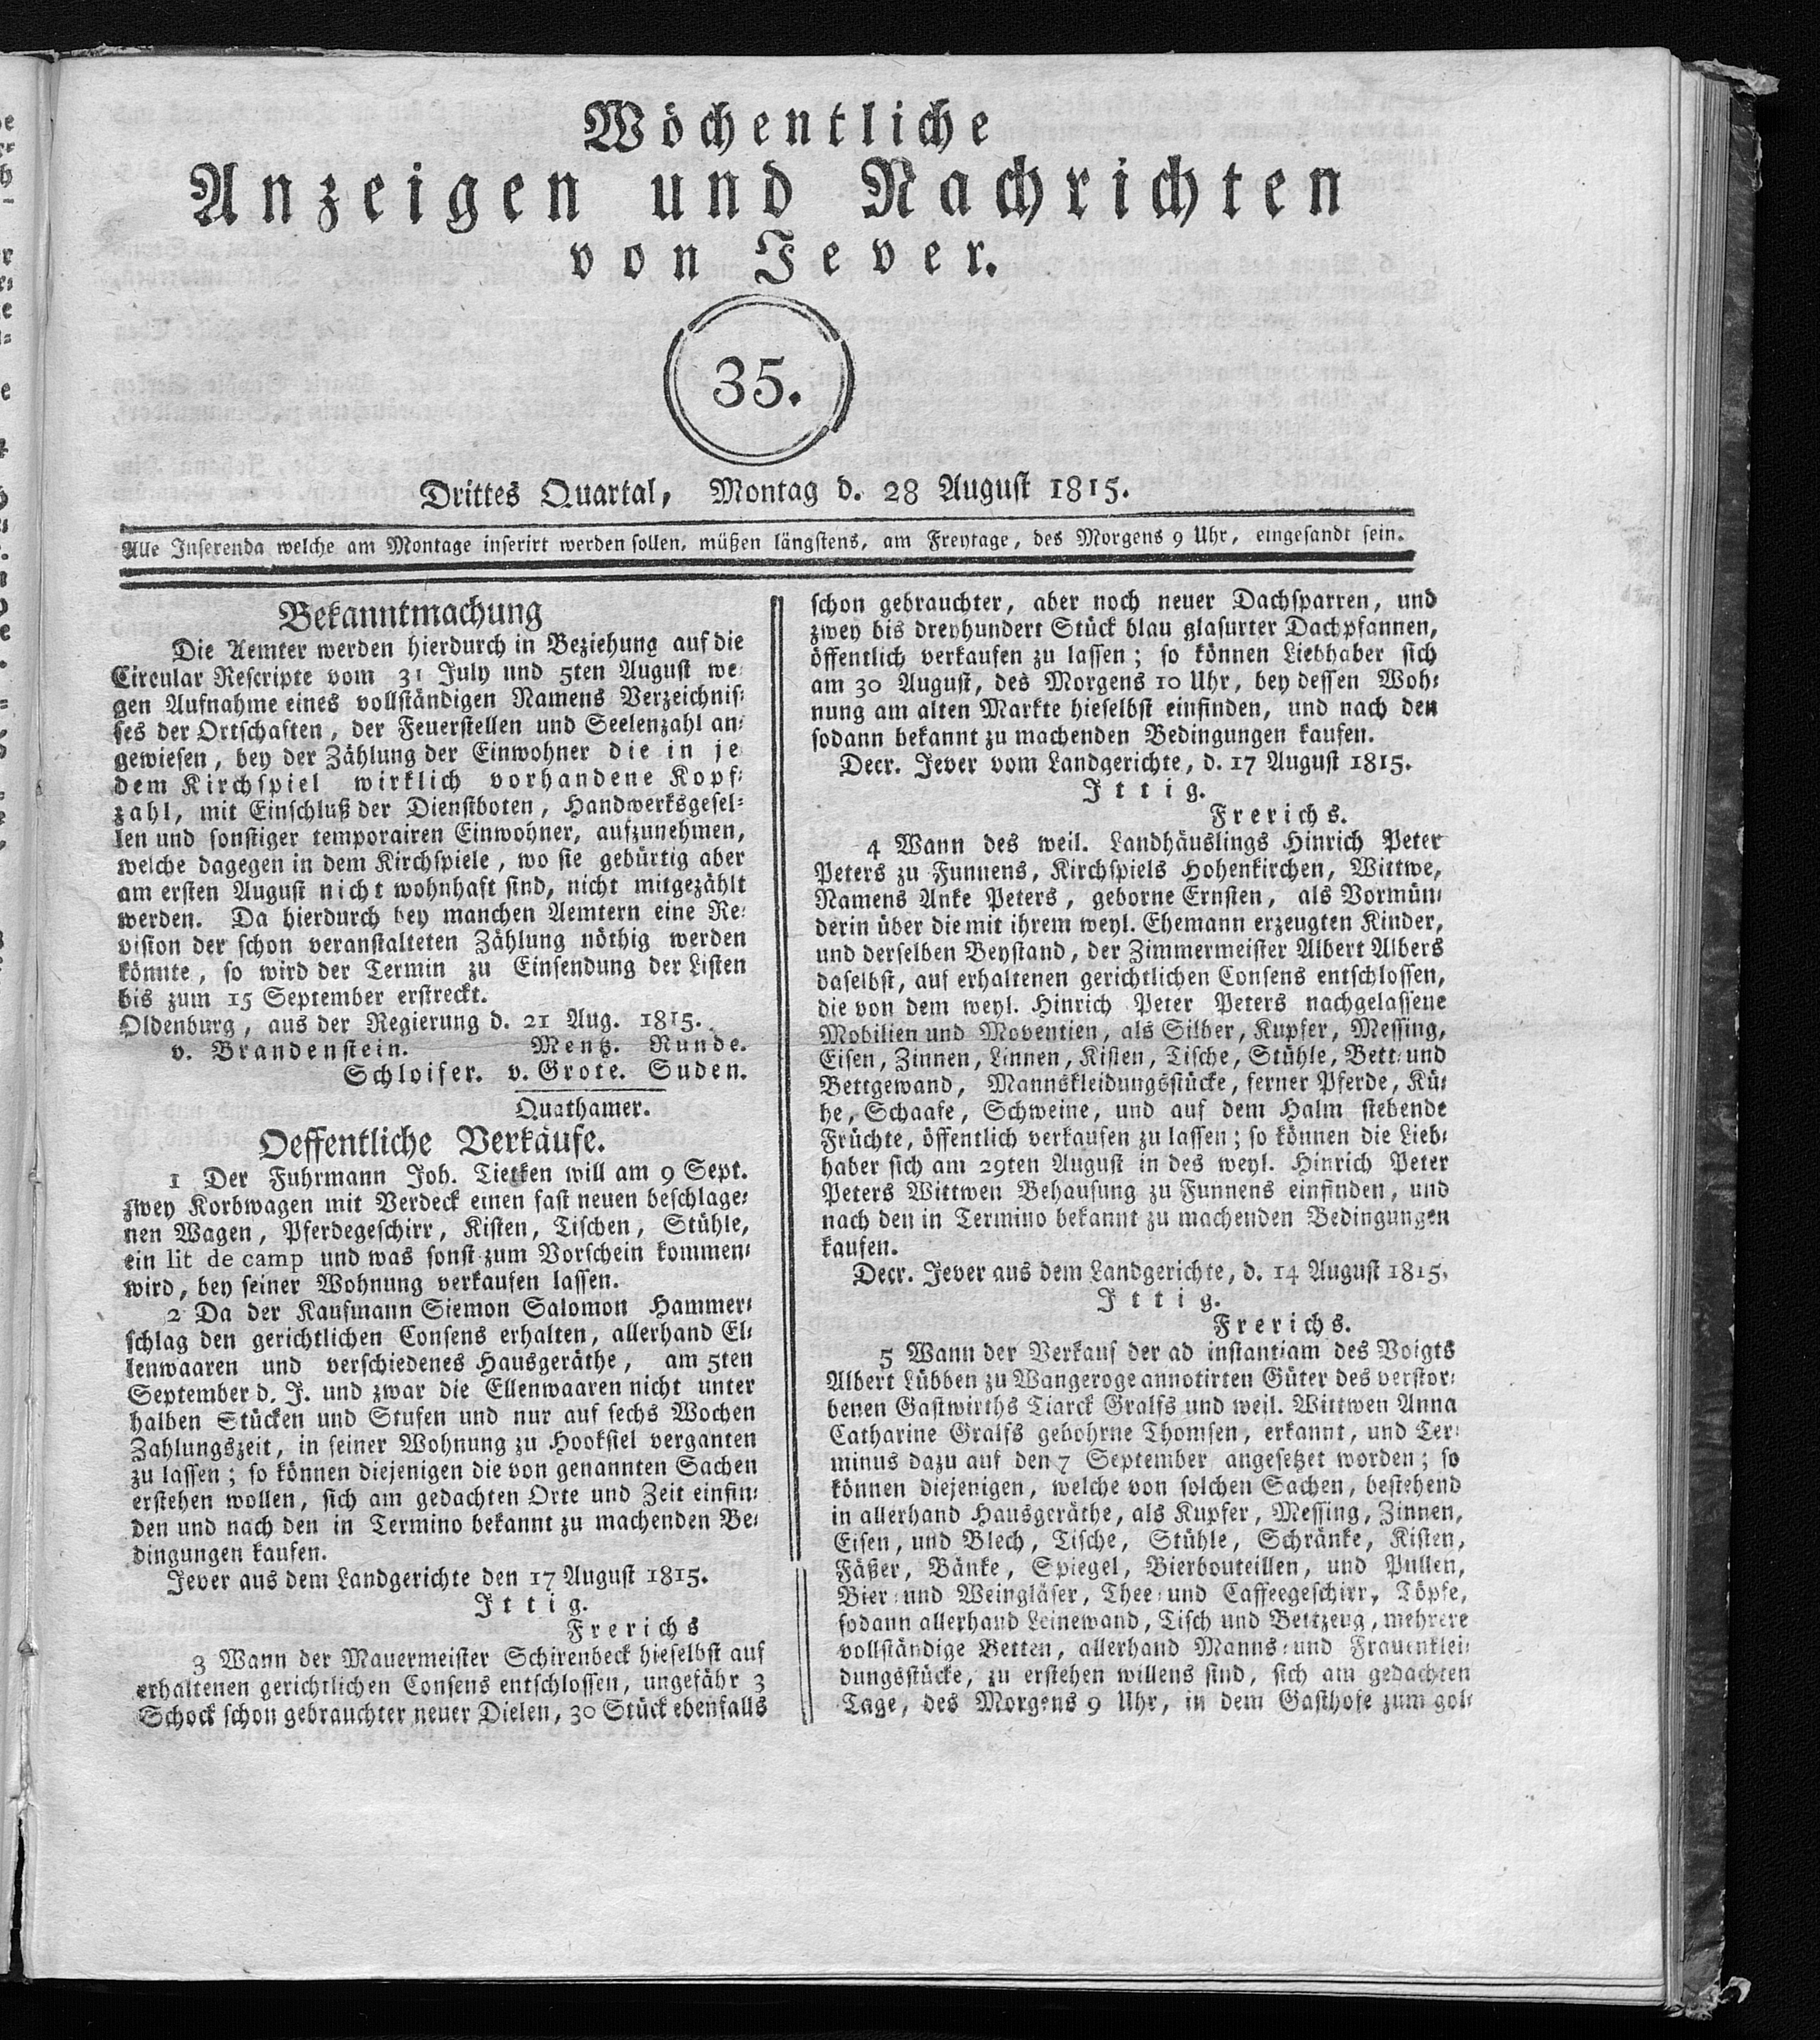 Wöchentliche
Anzeigen und Nachrichten
von Jever.
35.
Drittes Quartal, Montag d. 28 August 1815.
Alle Inserenda welche am Montage inserirt werden sollen, müßen längstens, am Freytage, des Morgens 9 Uhr, eingesandt sein.
Bekanntmachung
Die Aemter werden hierdurch in Beziehung auf die
Circular Rescripte vom 31 July und 5ten August we
gen Aufnahme eines vollständigen Namens Verzeichnis-
ses der Ortschaften, der Feuerstellen und Seelenzahl an-
gewiesen, bey der Zählung der Einwohner die in je
dem Kirchspiel wirklich vorhandene Kopf-
zahl, mit Einschluß der Dienstboten, Handwerksgesel-
len und sonstiger temporairen Einwohner, aufzunehmen,
welche dagegen in dem Kirchspiele, wo sie gebürtig aber
am ersten August nicht wohnhaft sind, nicht mitgezählt
werden. Da hierdurch bey manchen Aemtern eine Re-
vision der schon veranstalteten Zählung nöthig werden
könnte, so wird der Termin zu Einsendung der Listen
bis zum 15 September erstreckt.
Oldenburg, aus der Regierung d. 21 Aug. 1815.
v. Brandenstein. Mentz. Runde.
Schloifer. v. Grote. Suden.
Quathamer.
Oeffentliche Verkäufe.
1 Der Fuhrmann Joh. Tietken will am 9 Sept.
zwey Korbwagen mit Verdeck einen fast neuen beschlage-
nen Wagen, Pferdegeschirr, Kisten, Tischen, Stühle,
ein lit de camp und was sonst zum Vorschein kommen-
wird, bey seiner Wohnung verkaufen lassen.
2 Da der Kaufmann Siemon Salomon Hammer-
schlag den gerichtlichen Consens erhalten, allerhand El-
lenwaaren und verschiedenes Hausgeräthe, am 5ten
September d. J. und zwar die Ellenwaaren nicht unter
halben Stücken und Stufen und nur auf sechs Wochen
Zahlungszeit, in seiner Wohnung zu Hooksiel verganten
zu lassen; so können diejenigen die von genannten Sachen
erstehen wollen, sich am gedachten Orte und Zeit einfin-
den und nach den in Termino bekannt zu machenden Be-
dingungen kaufen.
Jever aus dem Landgerichte den 17 August 1815.
Ittig.
Frerichs
3 Wann der Mauermeister Schirenbeck hieselbst auf
erhaltenen gerichtlichen Consens entschlossen, ungefähr 3
Schock schon gebrauchter neuer Dielen, 30 Stück ebenfalls
schon gebrauchter, aber noch neuer Dachsparren, und
zwey bis dreyhundert Stück blau glasurter Dachpfannen,
öffentlich verkaufen zu lassen; so können Liebhaber sich
am 30 August, des Morgens 10 Uhr, bey dessen Woh-
nung am alten Markte hieselbst einfinden, und nach den
sodann bekannt zu machenden Bedingungen kaufen.
Decr. Jever vom Landgerichte, d. 17 August 1815.
Ittig.
Frerichs.
4 Wann des weil. Landhäuslings Hinrich Peter
Peters zu Funnens, Kirchspiels Hohenkirchen, Wittwe,
Namens Anke Peters, geborne Ernsten, als Vormün-
derin über die mit ihrem weyl. Ehemann erzeugten Kinder,
und derselben Beystand, der Zimmermeister Albert Albers
daselbst, auf erhaltenen gerichtlichen Consens entschlossen,
die von dem weyl. Hinrich Peter Peters nachgelassene
Mobilien und Moventien, als Silber, Kupfer, Messing,
Eisen, Zinnen, Linnen, Kisten, Tische, Stühle, Bett- und
Bettgewand, Mannskleidungsstücke, ferner Pferde, Kü-
he, Schaafe, Schweine, und auf dem Halm stehende
Früchte, öffentlich verkaufen zu lassen; so können die Lieb-
haber sich am 29ten August in des weyl. Hinrich Peter
Peters Wittwen Behausung zu Funnens einfinden, und
nach den in Termino bekannt zu machenden Bedingungen
kaufen.
Decr. Jever aus dem Landgerichte, d. 14 August 1815.
Ittig.
Frerichs.
5 Wann der Verkauf der ad instantiam des Voigts
Albert Lübben zu Wangeroge annotirten Güter des verstor-
benen Gastwirths Tiarck Gralfs und weil. Wittwen Anna
Catharine Gralfs gebohrne Thomsen, erkannt, und Ter-
minus dazu auf den 7 September angesetzet worden; so
können diejenigen, welche von solchen Sachen, bestehend
in allerhand Hausgeräthe, als Kupfer, Messing, Zinnen,
Eisen, und Blech, Tische, Stühle, Schränke, Kisten,
Fäßer, Bänke, Spiegel, Bierbouteillen, und Pullen,
Bier- und Weingläser, Thee- und Caffeegeschirr, Töpfe,
sodann allerhand Leinewand, Tisch und Bettzeug, mehrere
vollständige Betten, allerhand Manns- und Frauenklei-
dungsstücke, zu erstehen willens sind, sich am gedachten
Tage, des Morgens 9 Uhr, in dem Gasthofe zum gol-